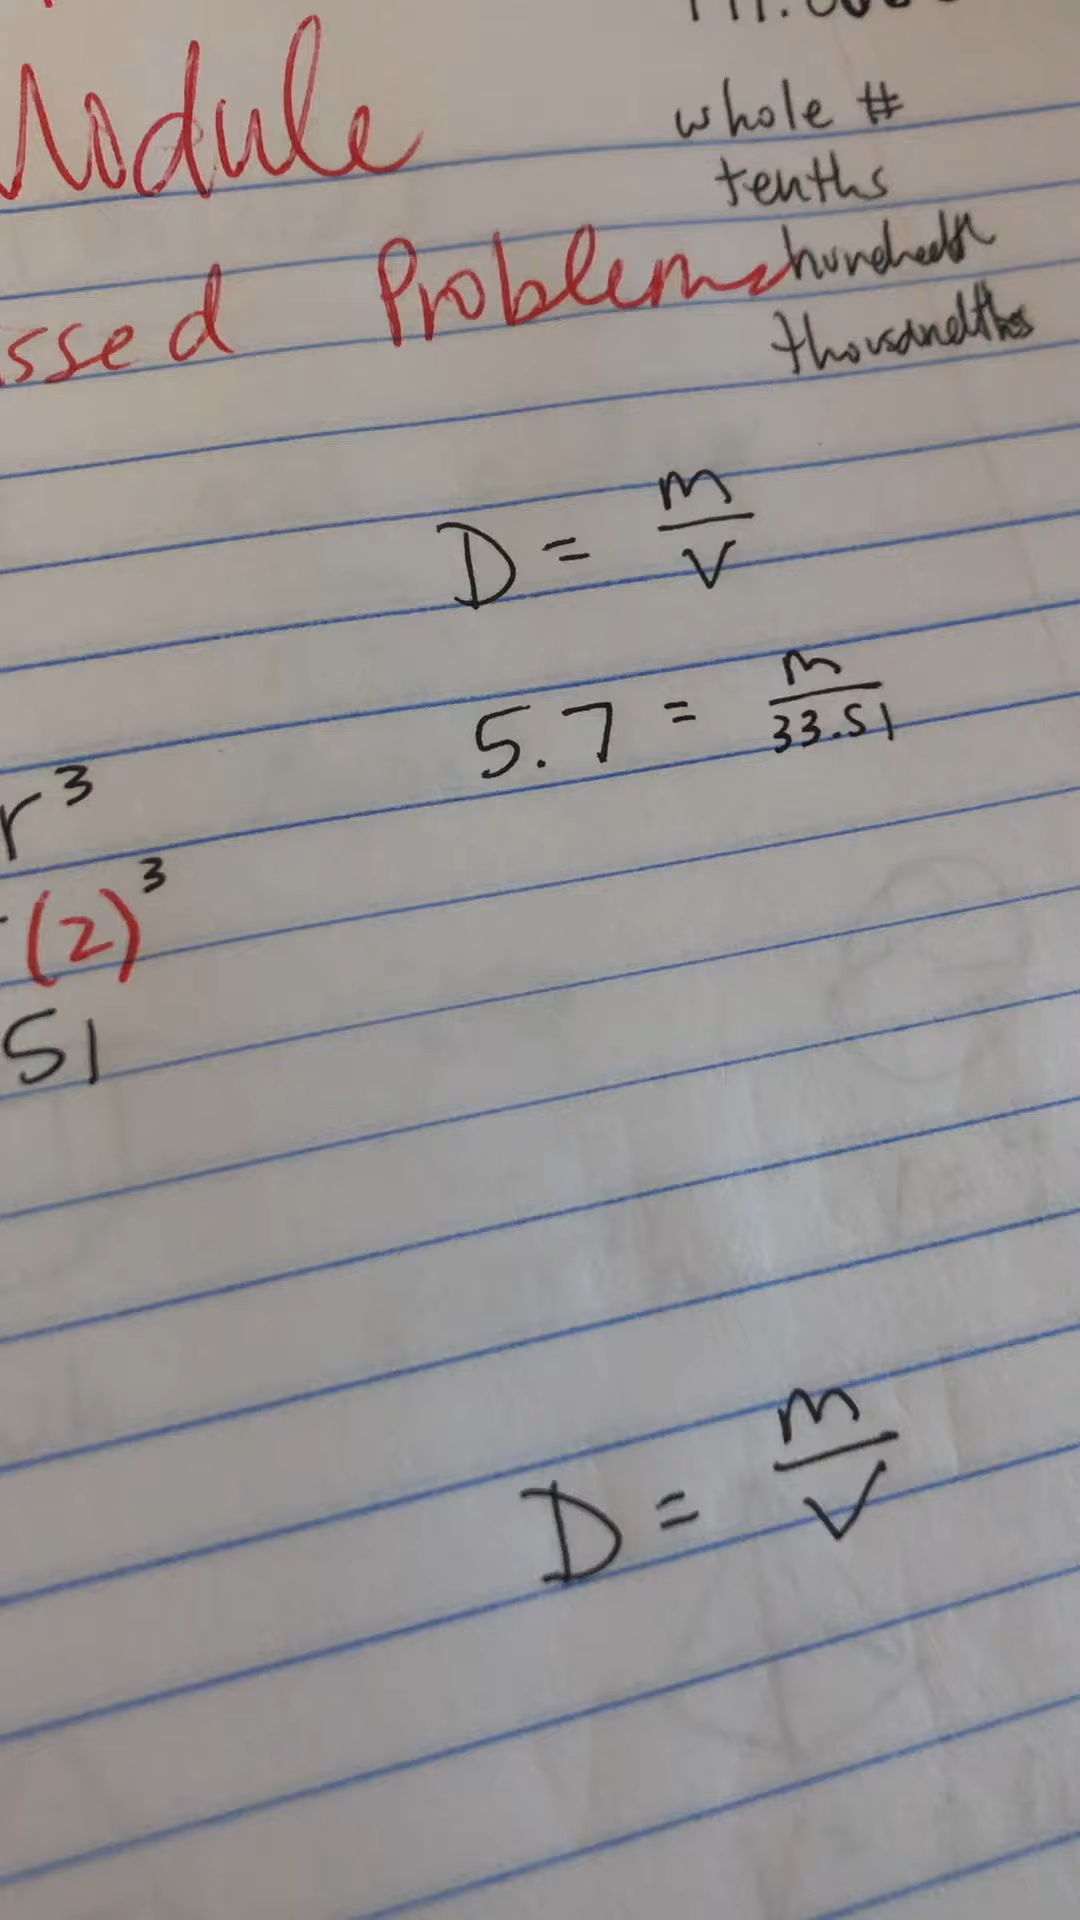 Module
whole #
tenths
ssed Problems
hundredth
thousandths
D = m/V
5.7 = m/33.51
r³
(2)³
51
D = m/V